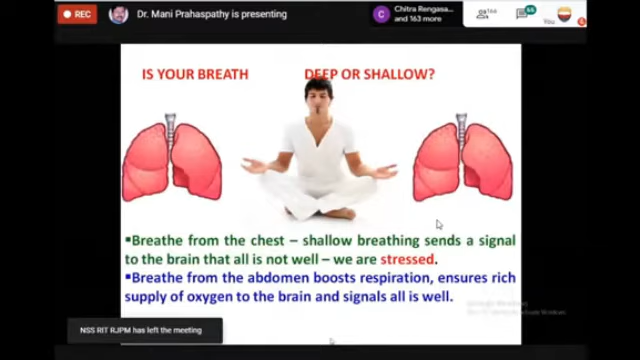 REC
Dr. Mani Prahaspathy is presenting
Chitra Rengasa...
and 163 more
166
You
IS YOUR BREATH DEEP OR SHALLOW?
▪Breathe from the chest – shallow breathing sends a signal
to the brain that all is not well – we are stressed.
▪Breathe from the abdomen boosts respiration, ensures rich
supply of oxygen to the brain and signals all is well.
NSS RIT RJPM has left the meeting